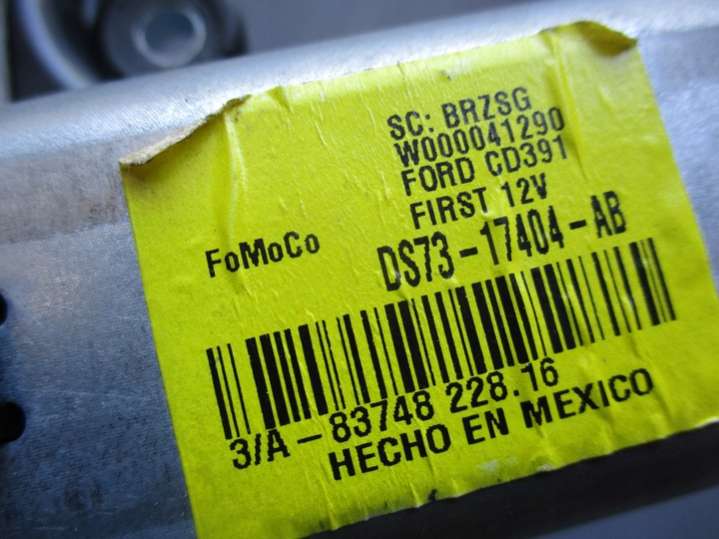 SC: BRZSG
W000041290
FORD CD391
FIRST 12V
FoMoCo
DS73-17404-AB
3/A-83748 228.16
HECHO EN MEXICO